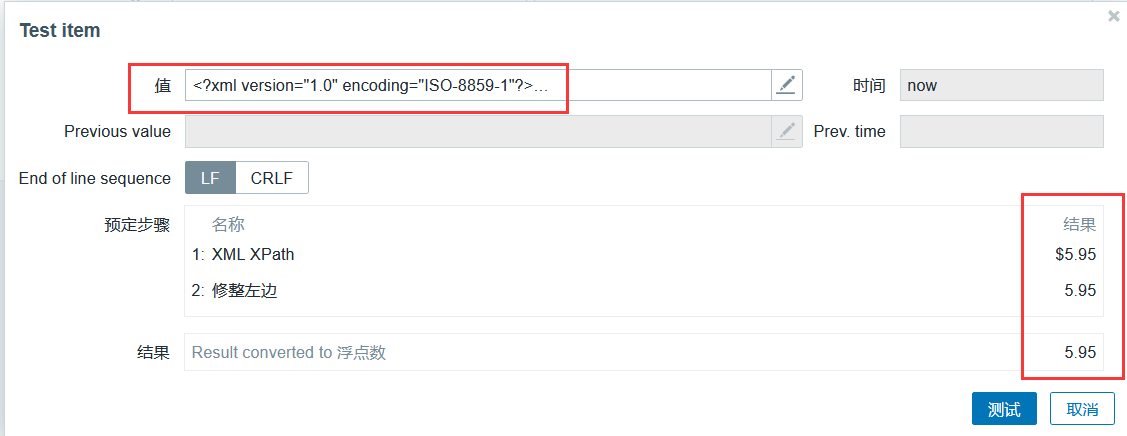 Test item
值 <?xml version="1.0" encoding="ISO-8859-1"?>... 时间 now
Previous value Prev. time
End of line sequence LF CRLF
预定步骤 名称 结果
1: XML XPath $5.95
2: 修整左边 5.95
结果 Result converted to 浮点数 5.95
测试 取消